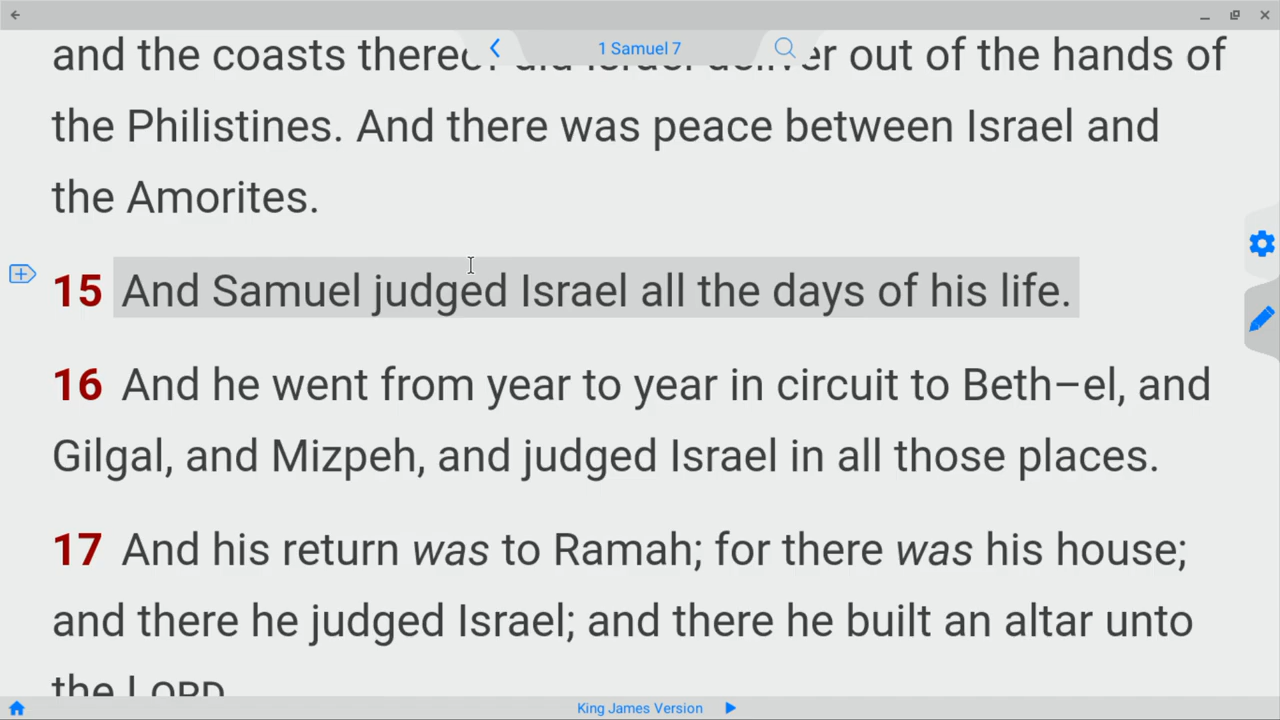 1 Samuel 7
and the coasts thereof did Israel deliver out of the hands of
the Philistines. And there was peace between Israel and
the Amorites.
15 And Samuel judged Israel all the days of his life.
16 And he went from year to year in circuit to Beth–el, and
Gilgal, and Mizpeh, and judged Israel in all those places.
17 And his return was to Ramah; for there was his house;
and there he judged Israel; and there he built an altar unto
the LORD
King James Version